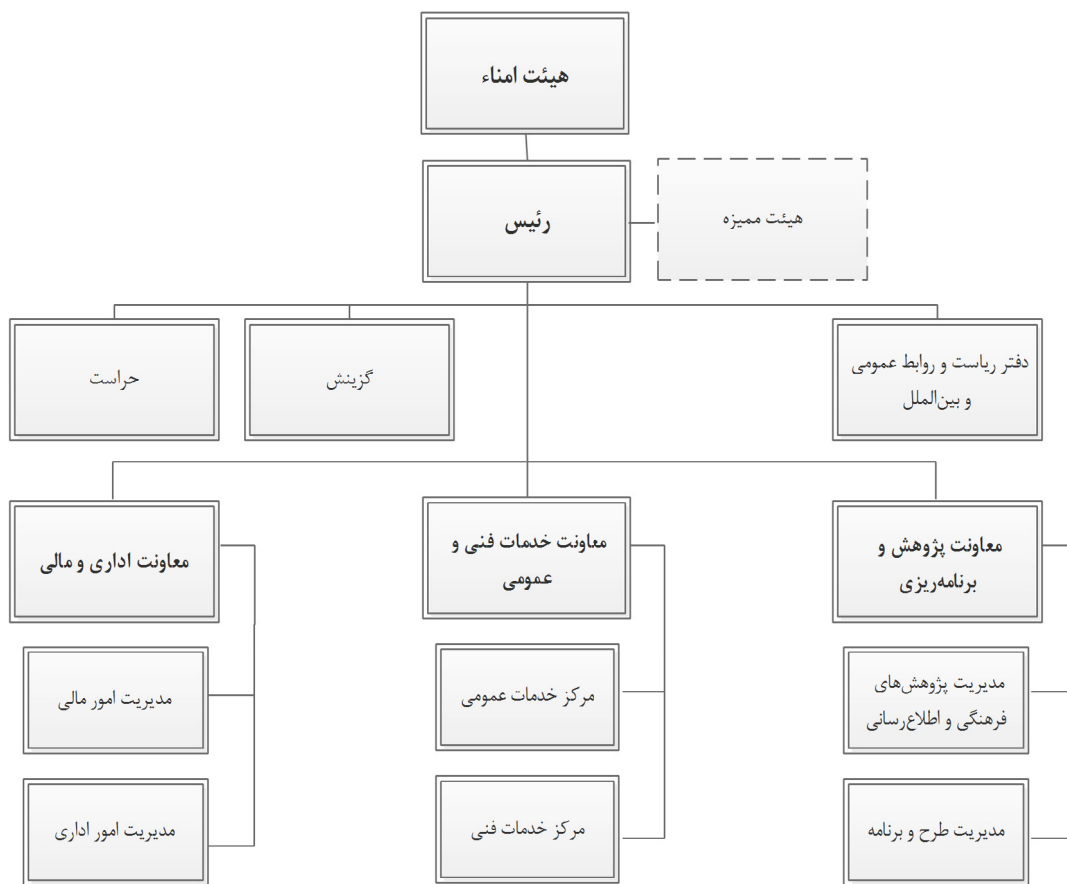 هیئت امناء
رئیس
هیئت ممیزه
دفتر ریاست و روابط عمومی
و بین‌الملل
گزینش
حراست
معاونت پژوهش و
برنامه‌ریزی
معاونت خدمات فنی و
عمومی
معاونت اداری و مالی
مدیریت پژوهش‌های
فرهنگی و اطلاع‌رسانی
مرکز خدمات عمومی
مدیریت امور مالی
مدیریت طرح و برنامه
مرکز خدمات فنی
مدیریت امور اداری